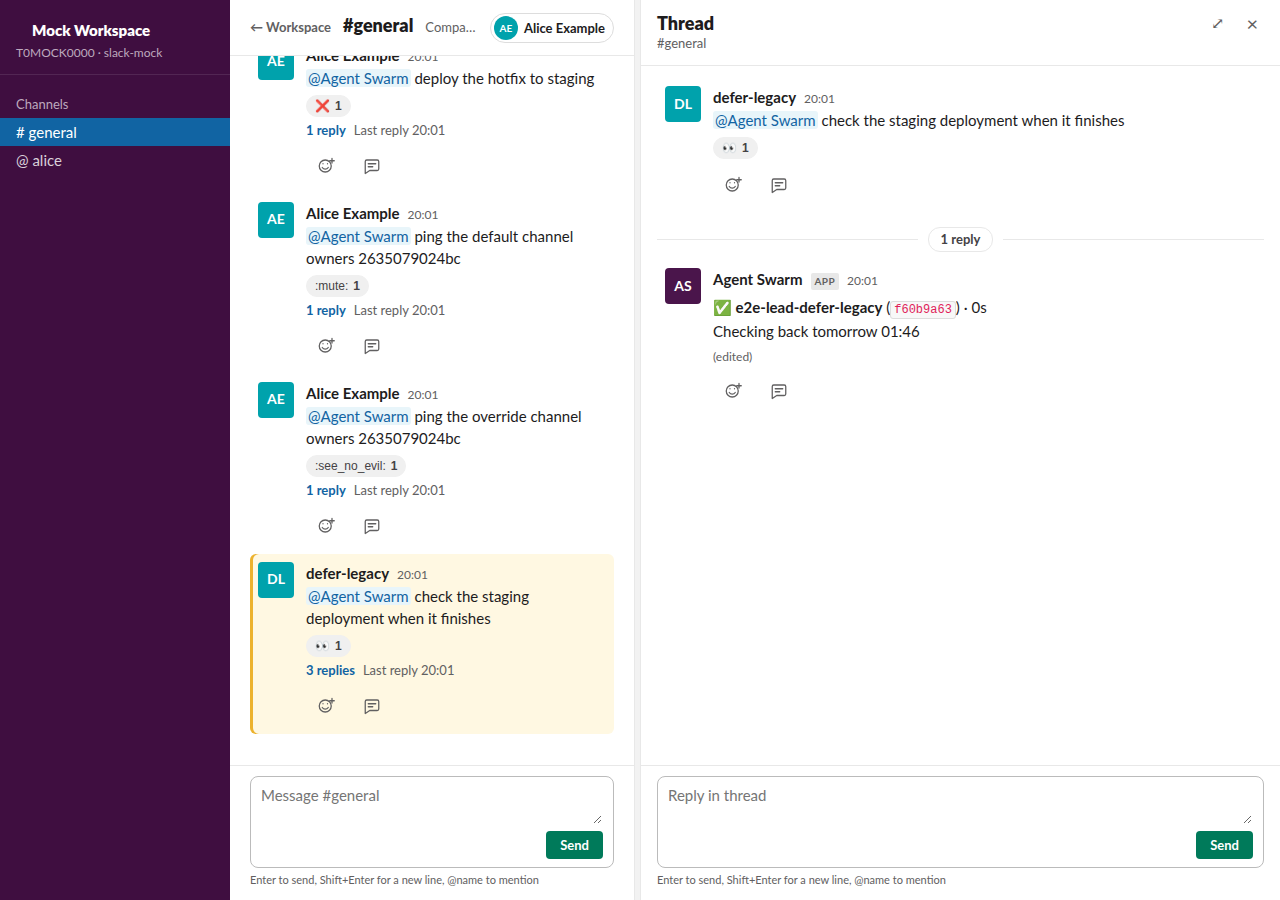 Mock Workspace
T0MOCK0000 · slack-mock
Channels
# general
@ alice
← Workspace #general Compa... AE Alice Example
AE Alice Example 20:01
@Agent Swarm deploy the hotfix to staging
❌ 1
1 reply Last reply 20:01
AE Alice Example 20:01
@Agent Swarm ping the default channel
owners 2635079024bc
:mute: 1
1 reply Last reply 20:01
AE Alice Example 20:01
@Agent Swarm ping the override channel
owners 2635079024bc
:see_no_evil: 1
1 reply Last reply 20:01
DL defer-legacy 20:01
@Agent Swarm check the staging
deployment when it finishes
👀 1
3 replies Last reply 20:01
Message #general
Send
Enter to send, Shift+Enter for a new line, @name to mention
Thread
#general
DL defer-legacy 20:01
@Agent Swarm check the staging deployment when it finishes
👀 1
1 reply
AS Agent Swarm APP 20:01
✅ e2e-lead-defer-legacy (f60b9a63) · 0s
Checking back tomorrow 01:46
(edited)
Reply in thread
Send
Enter to send, Shift+Enter for a new line, @name to mention